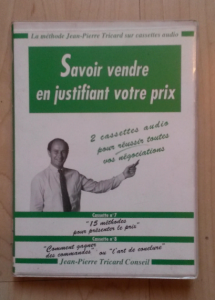 La méthode Jean-Pierre Tricard sur cassettes audio
Savoir vendre
en justifiant votre prix
2 cassettes audio
pour réussir toutes
vos négociations
Cassette n° 7
"15 méthodes
pour présenter le prix"
Cassette n° 8
"Comment gagner
des commandes" ou "l'art de conclure"
Jean-Pierre Tricard Conseil